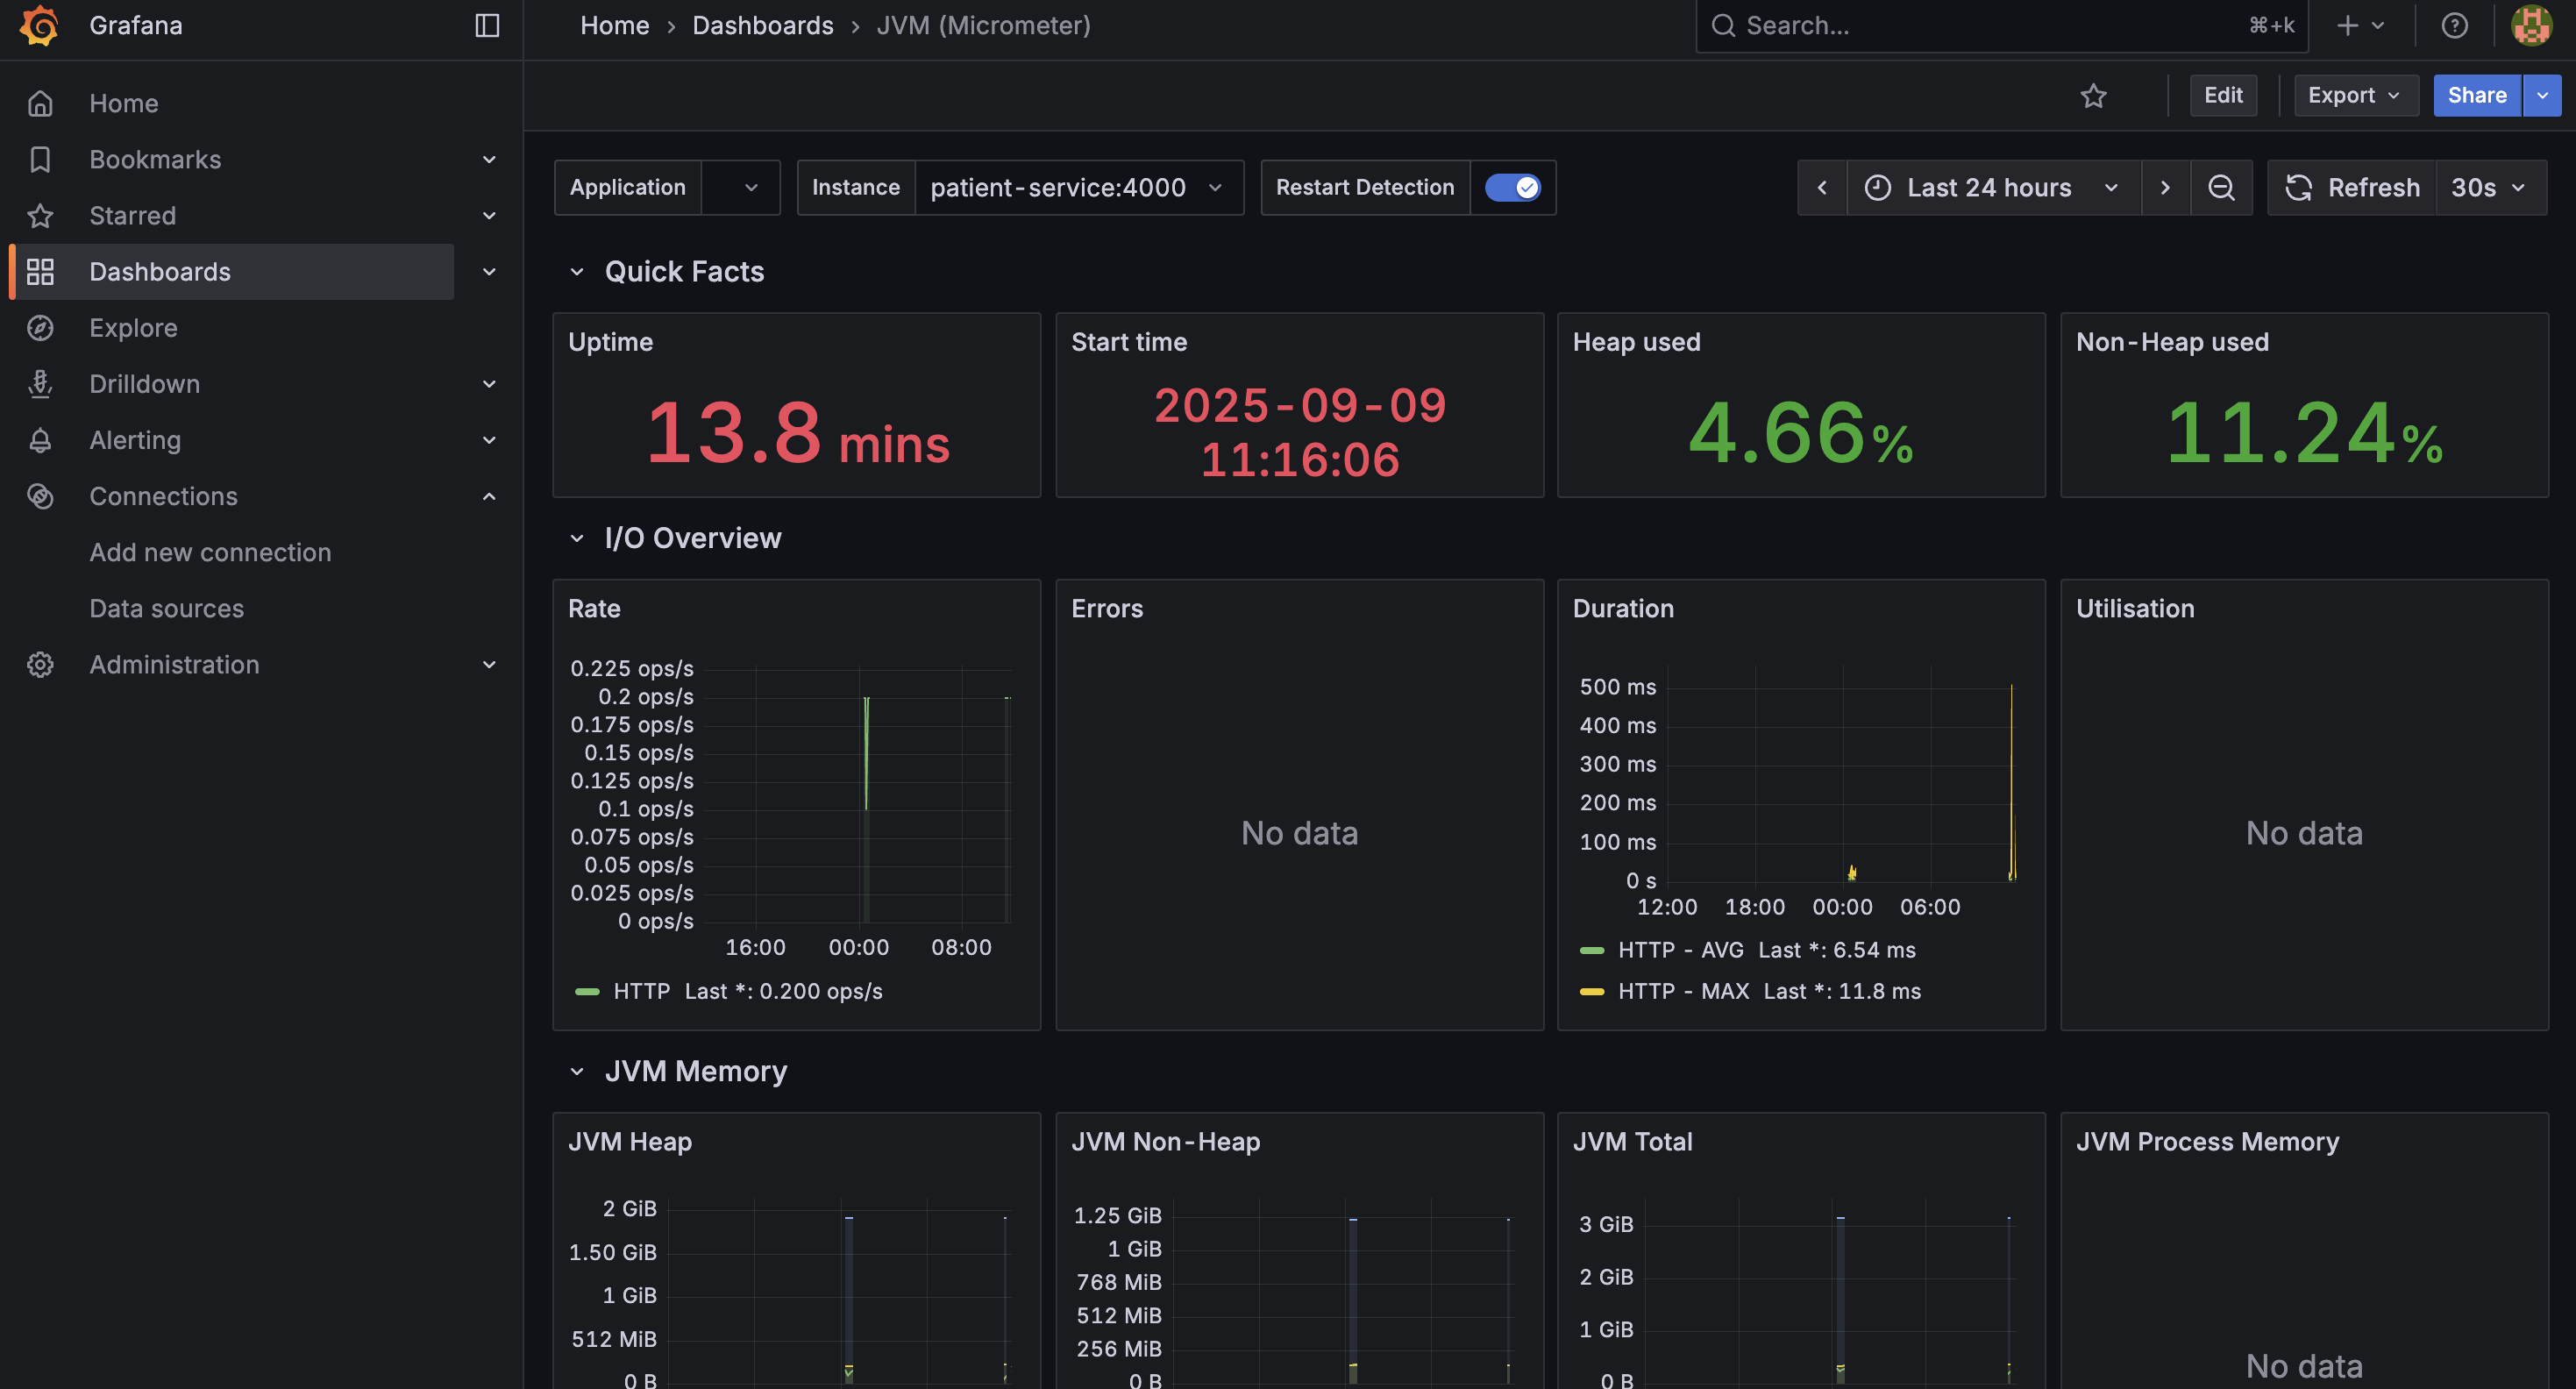 Grafana
Home › Dashboards › JVM (Micrometer)
Search...
⌘+k
Home
Bookmarks
Starred
Dashboards
Explore
Drilldown
Alerting
Connections
Add new connection
Data sources
Administration
Edit
Export
Share
Application
Instance
patient-service:4000
Restart Detection
Last 24 hours
Refresh
30s
Quick Facts
Uptime
13.8 mins
Start time
2025-09-09
11:16:06
Heap used
4.66%
Non-Heap used
11.24%
I/O Overview
Rate
0.225 ops/s
0.2 ops/s
0.175 ops/s
0.15 ops/s
0.125 ops/s
0.1 ops/s
0.075 ops/s
0.05 ops/s
0.025 ops/s
0 ops/s
16:00 00:00 08:00
HTTP Last *: 0.200 ops/s
Errors
No data
Duration
500 ms
400 ms
300 ms
200 ms
100 ms
0 s
12:00 18:00 00:00 06:00
HTTP - AVG Last *: 6.54 ms
HTTP - MAX Last *: 11.8 ms
Utilisation
No data
JVM Memory
JVM Heap
2 GiB
1.50 GiB
1 GiB
512 MiB
0 B
JVM Non-Heap
1.25 GiB
1 GiB
768 MiB
512 MiB
256 MiB
0 B
JVM Total
3 GiB
2 GiB
1 GiB
0 B
JVM Process Memory
No data